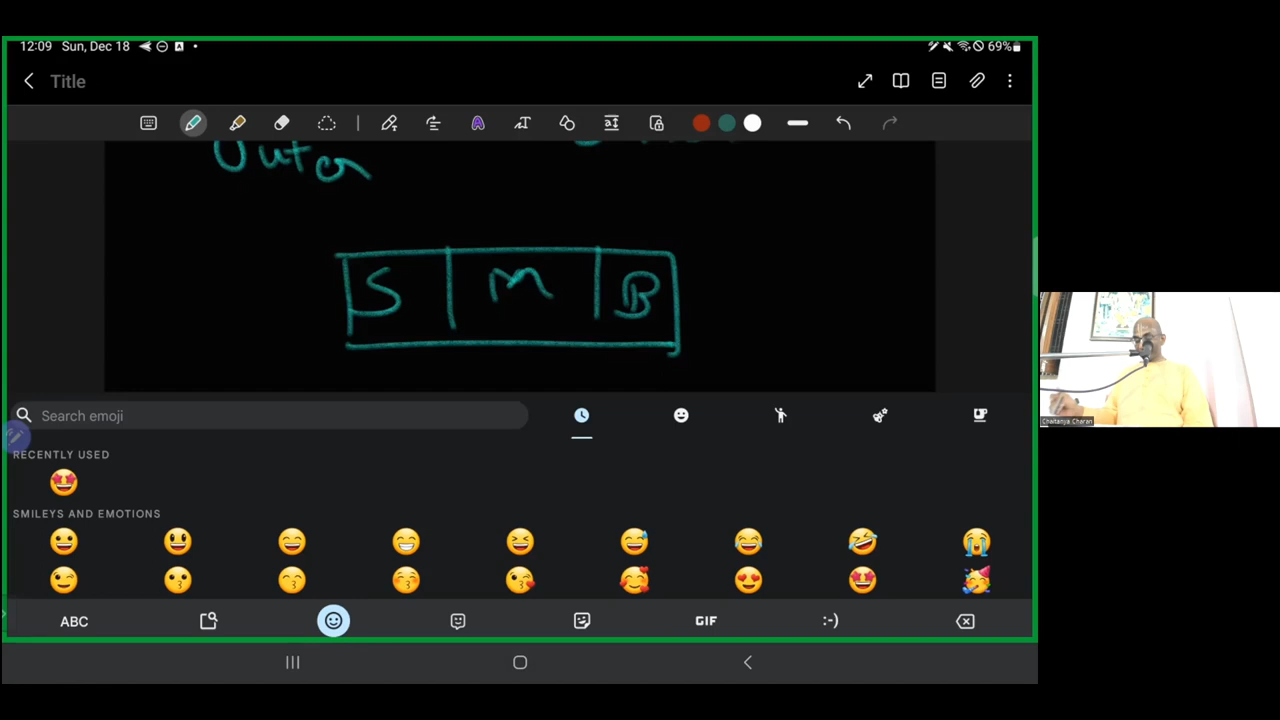 12:09 Sun, Dec 18 69%
Title
Outer
S M B
Search emoji
RECENTLY USED
SMILEYS AND EMOTIONS
ABC GIF :-)
Chaitanya Charan